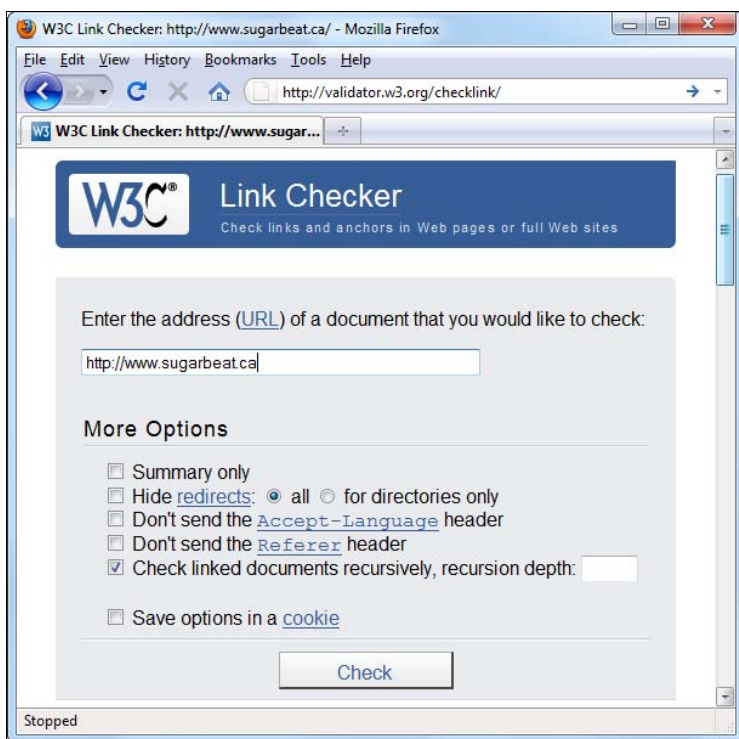 W3C Link Checker: http://www.sugarbeat.ca/ - Mozilla Firefox
File Edit View History Bookmarks Tools Help
http://validator.w3.org/checklink/
W3 W3C Link Checker: http://www.sugar...
W3C® Link Checker
Check links and anchors in Web pages or full Web sites
Enter the address (URL) of a document that you would like to check:
http://www.sugarbeat.ca
More Options
Summary only
Hide redirects: all for directories only
Don't send the Accept-Language header
Don't send the Referer header
Check linked documents recursively, recursion depth:
Save options in a cookie
Check
Stopped